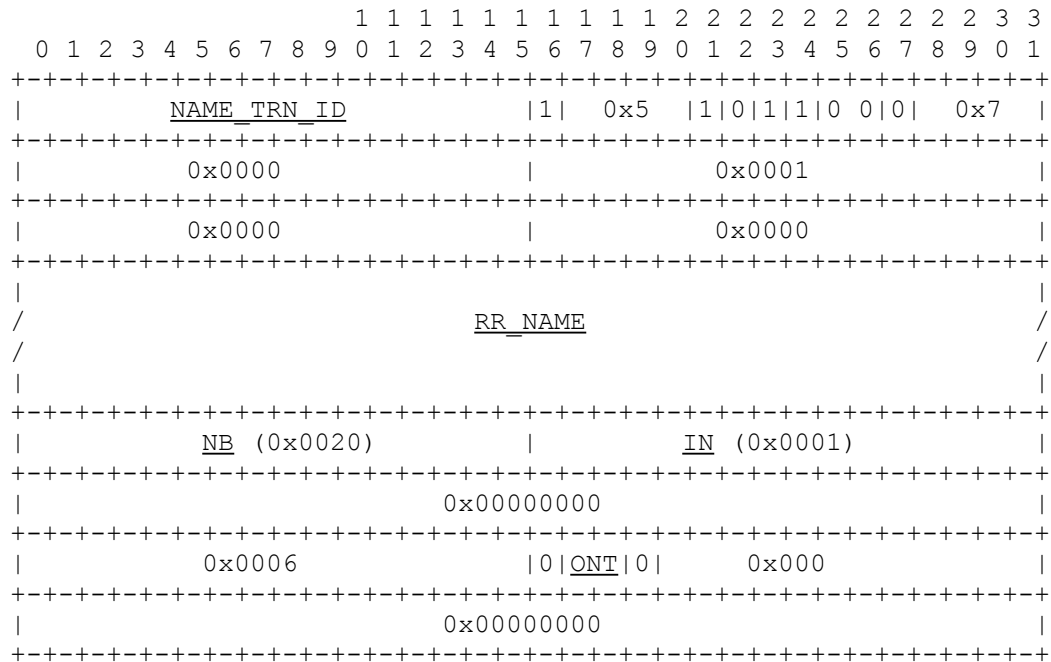 1 1 1 1 1 1 1 1 1 1 2 2 2 2 2 2 2 2 2 2 3 3
  0 1 2 3 4 5 6 7 8 9 0 1 2 3 4 5 6 7 8 9 0 1 2 3 4 5 6 7 8 9 0 1
+-+-+-+-+-+-+-+-+-+-+-+-+-+-+-+-+-+-+-+-+-+-+-+-+-+-+-+-+-+-+-+-+
|         NAME_TRN_ID           |1|  0x5  |1|0|1|1|0 0|0|  0x7  |
+-+-+-+-+-+-+-+-+-+-+-+-+-+-+-+-+-+-+-+-+-+-+-+-+-+-+-+-+-+-+-+-+
|          0x0000               |           0x0001              |
+-+-+-+-+-+-+-+-+-+-+-+-+-+-+-+-+-+-+-+-+-+-+-+-+-+-+-+-+-+-+-+-+
|          0x0000               |           0x0000              |
+-+-+-+-+-+-+-+-+-+-+-+-+-+-+-+-+-+-+-+-+-+-+-+-+-+-+-+-+-+-+-+-+
|                                                               |
/                            RR_NAME                            /
/                                                               /
|                                                               |
+-+-+-+-+-+-+-+-+-+-+-+-+-+-+-+-+-+-+-+-+-+-+-+-+-+-+-+-+-+-+-+-+
|           NB (0x0020)         |         IN (0x0001)           |
+-+-+-+-+-+-+-+-+-+-+-+-+-+-+-+-+-+-+-+-+-+-+-+-+-+-+-+-+-+-+-+-+
|                          0x00000000                           |
+-+-+-+-+-+-+-+-+-+-+-+-+-+-+-+-+-+-+-+-+-+-+-+-+-+-+-+-+-+-+-+-+
|           0x0006              |0|ONT|0|     0x000             |
+-+-+-+-+-+-+-+-+-+-+-+-+-+-+-+-+-+-+-+-+-+-+-+-+-+-+-+-+-+-+-+-+
|                          0x00000000                           |
+-+-+-+-+-+-+-+-+-+-+-+-+-+-+-+-+-+-+-+-+-+-+-+-+-+-+-+-+-+-+-+-+